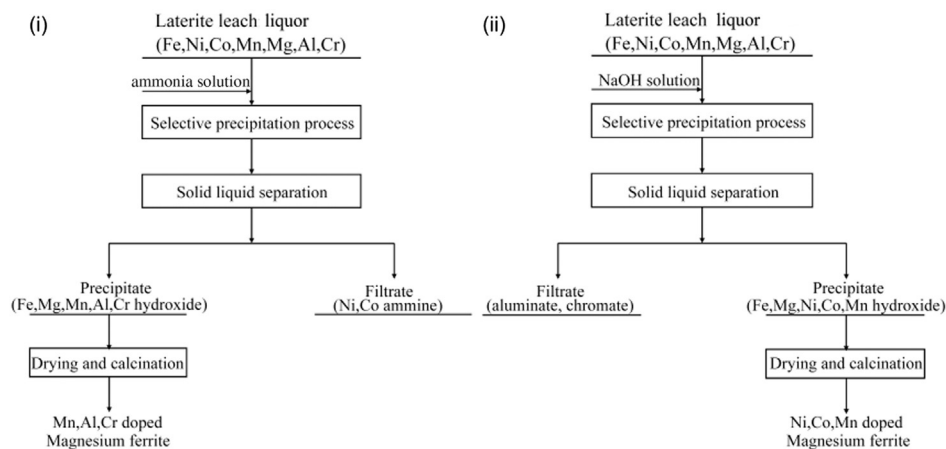 (i)
Laterite leach liquor
(Fe,Ni,Co,Mn,Mg,Al,Cr)
ammonia solution
Selective precipitation process
Solid liquid separation
Precipitate
(Fe,Mg,Mn,Al,Cr hydroxide)
Filtrate
(Ni,Co ammine)
Drying and calcination
Mn,Al,Cr doped
Magnesium ferrite
(ii)
Laterite leach liquor
(Fe,Ni,Co,Mn,Mg,Al,Cr)
NaOH solution
Selective precipitation process
Solid liquid separation
Filtrate
(aluminate, chromate)
Precipitate
(Fe,Mg,Ni,Co,Mn hydroxide)
Drying and calcination
Ni,Co,Mn doped
Magnesium ferrite